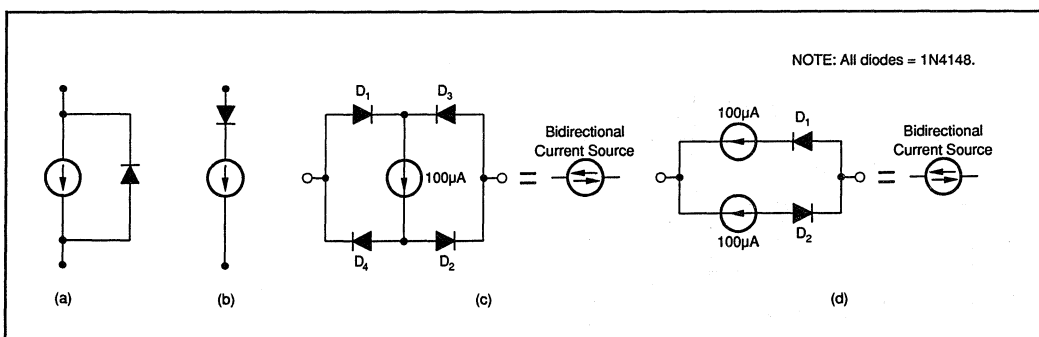 NOTE: All diodes = 1N4148.
D1
D3
100µA
D4
D2
Bidirectional
Current Source
=
100µA
D1
100µA
D2
Bidirectional
Current Source
=
(a)
(b)
(c)
(d)